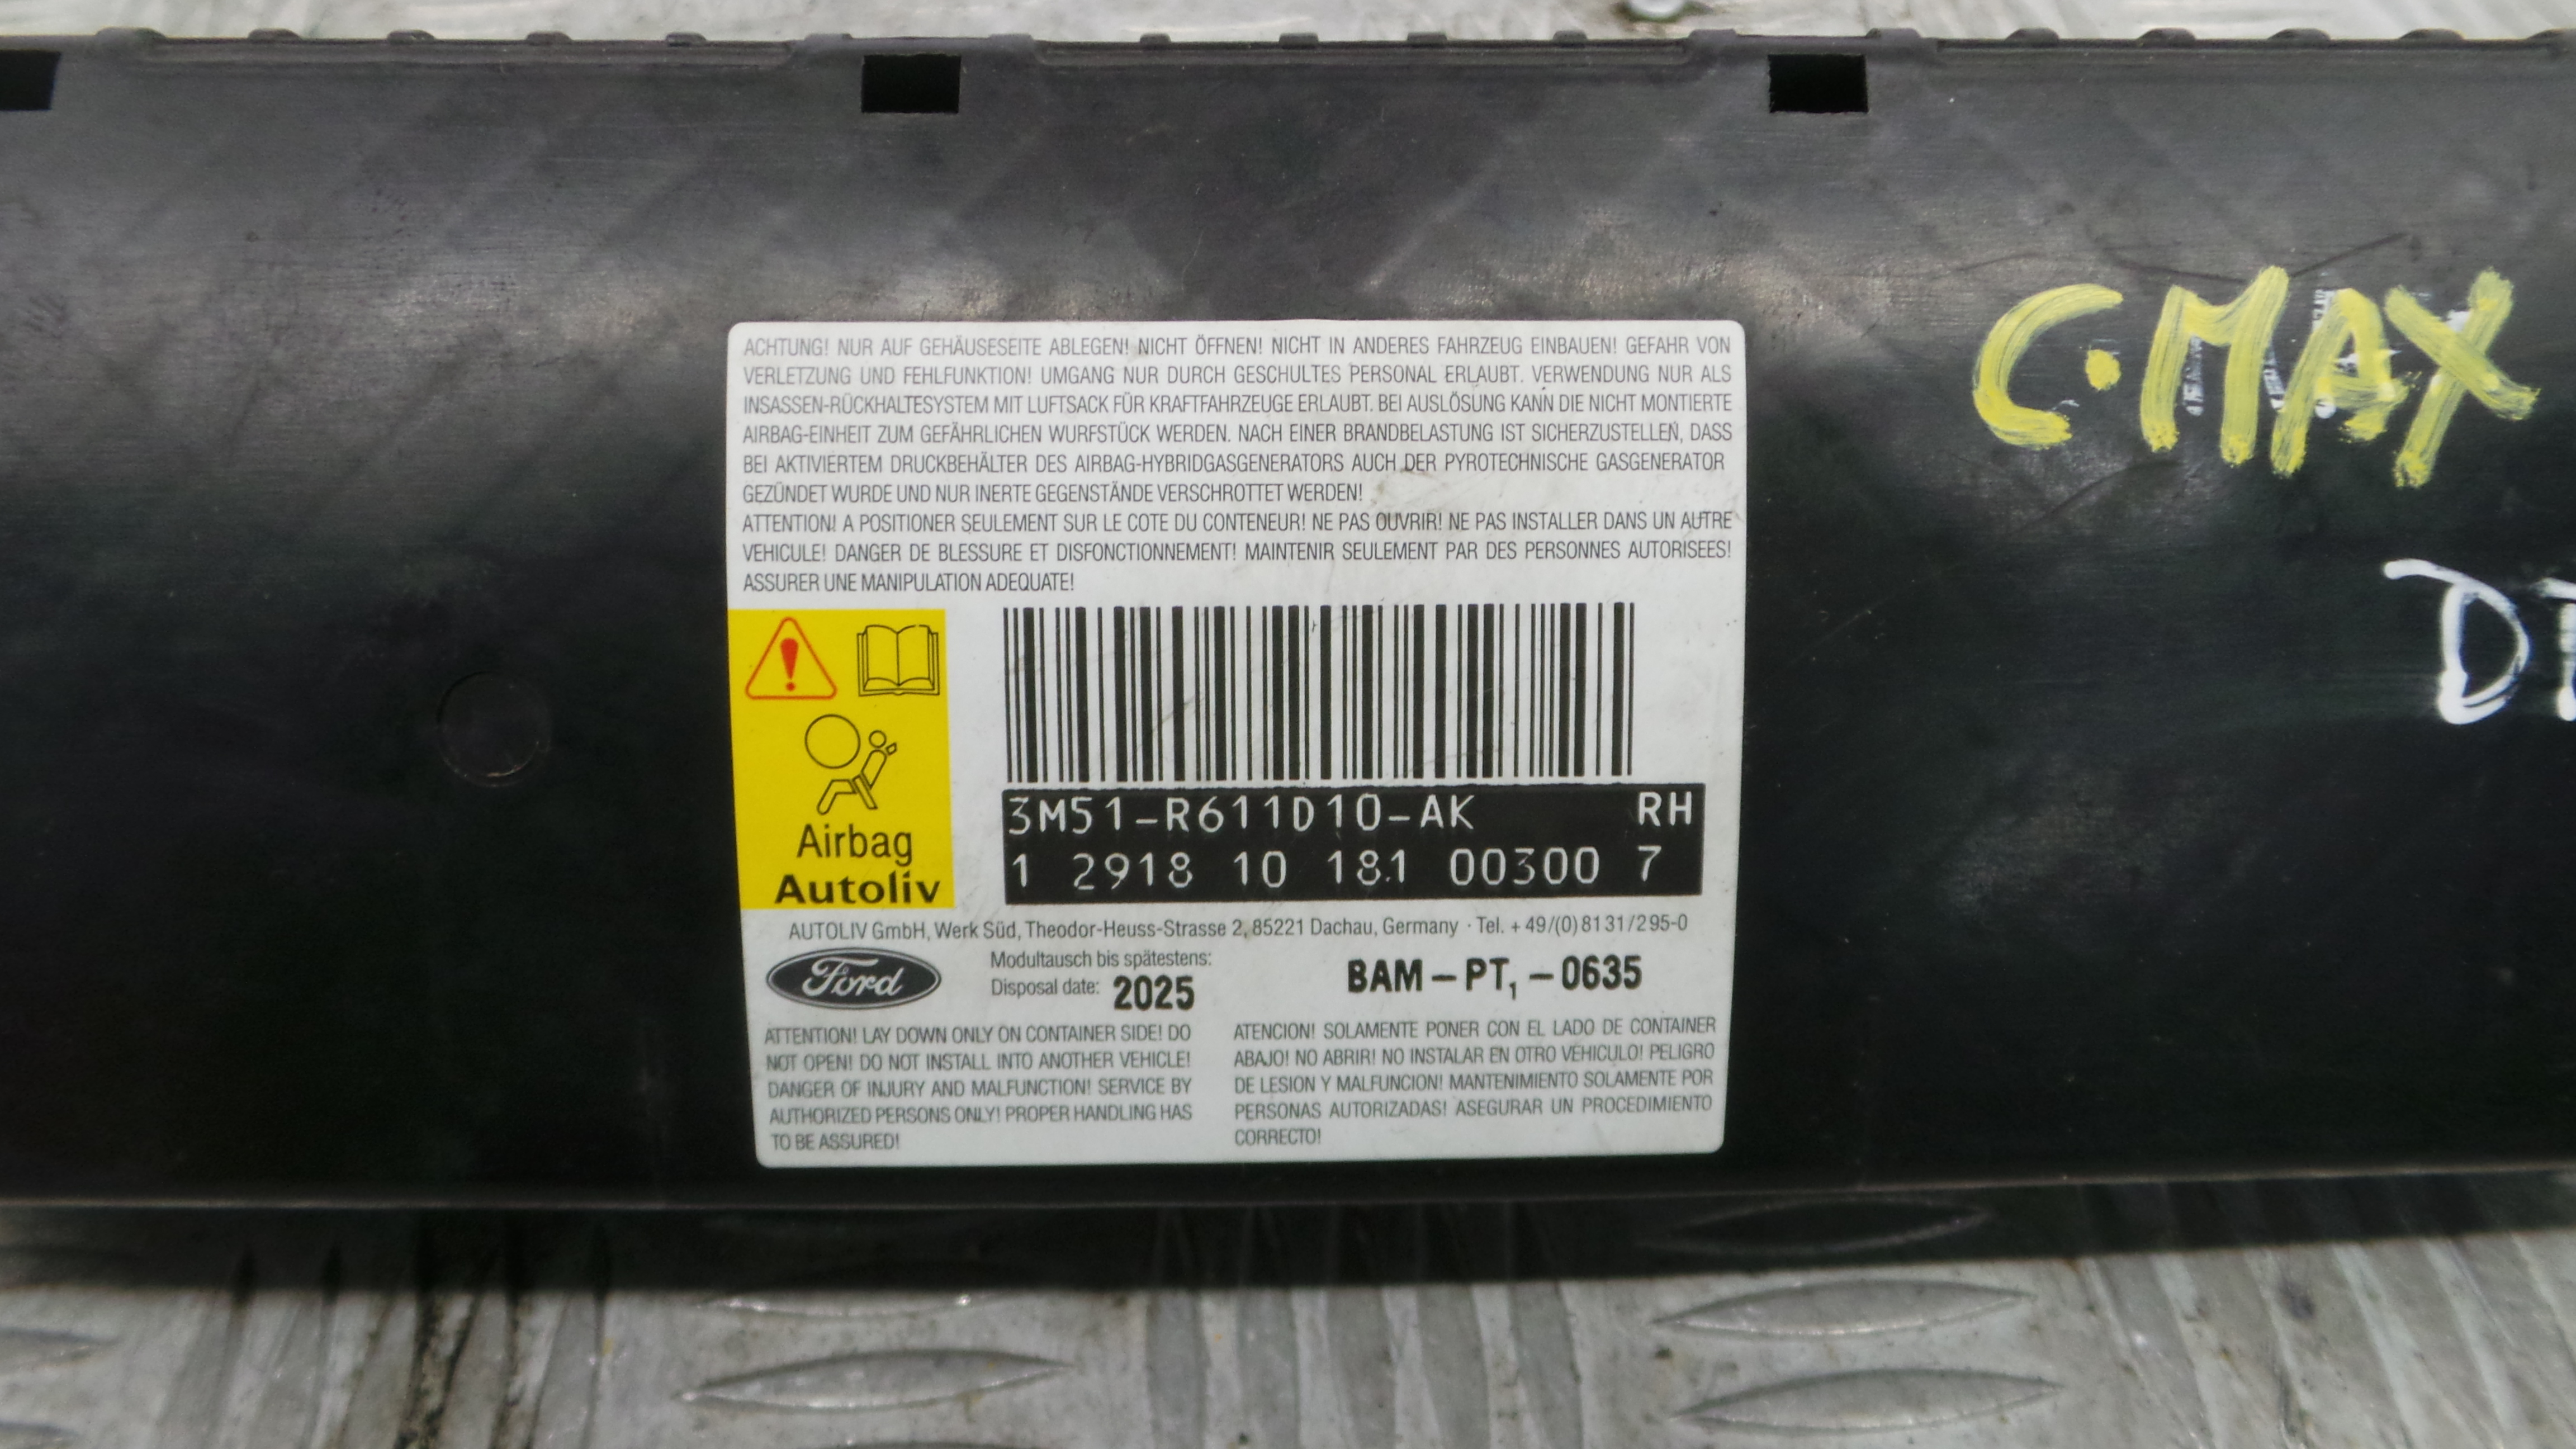 C·MAX
ACHTUNG! NUR AUF GEHÄUSESEITE ABLEGEN! NICHT ÖFFNEN! NICHT IN ANDERES FAHRZEUG EINBAUEN! GEFAHR VON
VERLETZUNG UND FEHLFUNKTION! UMGANG NUR DURCH GESCHULTES PERSONAL ERLAUBT. VERWENDUNG NUR ALS
INSASSEN-RÜCKHALTESYSTEM MIT LUFTSACK FÜR KRAFTFAHRZEUGE ERLAUBT. BEI AUSLÖSUNG KANN DIE NICHT MONTIERTE
AIRBAG-EINHEIT ZUM GEFÄHRLICHEN WURFSTÜCK WERDEN. NACH EINER BRANDBELASTUNG IST SICHERZUSTELLEN, DASS
BEI AKTIVIERTEM DRUCKBEHÄLTER DES AIRBAG-HYBRIDGASGENERATORS AUCH DER PYROTECHNISCHE GASGENERATOR
GEZÜNDET WURDE UND NUR INERTE GEGENSTÄNDE VERSCHROTTET WERDEN!
ATTENTION! A POSITIONER SEULEMENT SUR LE COTE DU CONTENEUR! NE PAS OUVRIR! NE PAS INSTALLER DANS UN AUTRE
VEHICULE! DANGER DE BLESSURE ET DISFONCTIONNEMENT! MAINTENIR SEULEMENT PAR DES PERSONNES AUTORISEES!
ASSURER UNE MANIPULATION ADEQUATE!
Airbag
Autoliv
3M51-R611D10-AK RH
1 2918 10 18.1 00300 7
AUTOLIV GmbH, Werk Süd, Theodor-Heuss-Strasse 2, 85221 Dachau, Germany · Tel. +49/(0)8131/295-0
Ford
Modultausch bis spätestens:
Disposal date: 2025
BAM-PT₁-0635
ATTENTION! LAY DOWN ONLY ON CONTAINER SIDE! DO
NOT OPEN! DO NOT INSTALL INTO ANOTHER VEHICLE!
DANGER OF INJURY AND MALFUNCTION! SERVICE BY
AUTHORIZED PERSONS ONLY! PROPER HANDLING HAS
TO BE ASSURED!
ATENCION! SOLAMENTE PONER CON EL LADO DE CONTAINER
ABAJO! NO ABRIR! NO INSTALAR EN OTRO VEHICULO! PELIGRO
DE LESION Y MALFUNCION! MANTENIMIENTO SOLAMENTE POR
PERSONAS AUTORIZADAS! ASEGURAR UN PROCEDIMIENTO
CORRECTO!